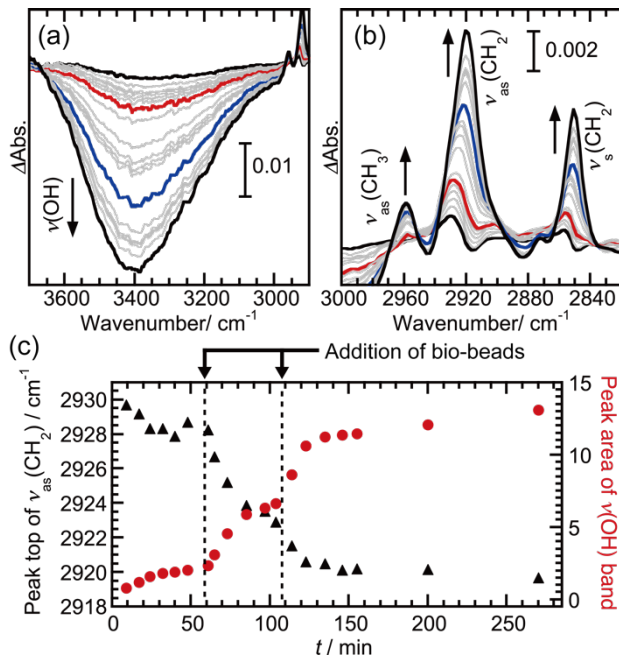 (a)
ΔAbs.
ν(OH)
0.01
3600 3400 3200 3000
Wavenumber/ cm-1
(b)
ΔAbs.
νas(CH3)
νas(CH2)
νs(CH2)
0.002
3000 2960 2920 2880 2840
Wavenumber/ cm-1
(c)
Addition of bio-beads
Peak top of νas(CH2) / cm-1
2930
2928
2926
2924
2922
2920
2918
15
10
5
0
Peak area of ν(OH) band
0 50 100 150 200 250
t / min